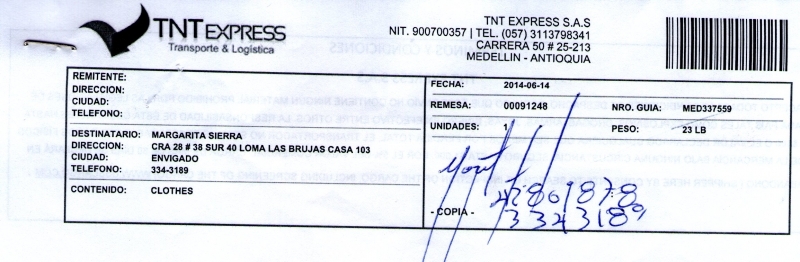 TNT EXPRESS
Transporte & Logística
TNT EXPRESS S.A.S
NIT. 900700357 | TEL. (057) 3113798341
CARRERA 50 # 25-213
MEDELLIN - ANTIOQUIA
REMITENTE:
DIRECCION:
CIUDAD:
TELEFONO:
DESTINATARIO: MARGARITA SIERRA
DIRECCION: CRA 28 # 38 SUR 40 LOMA LAS BRUJAS CASA 103
CIUDAD: ENVIGADO
TELEFONO: 334-3189
CONTENIDO: CLOTHES
FECHA: 2014-06-14
REMESA: 00091248 NRO. GUIA: MED337559
UNIDADES: PESO: 23 LB
42861878
- COPIA - 3343189